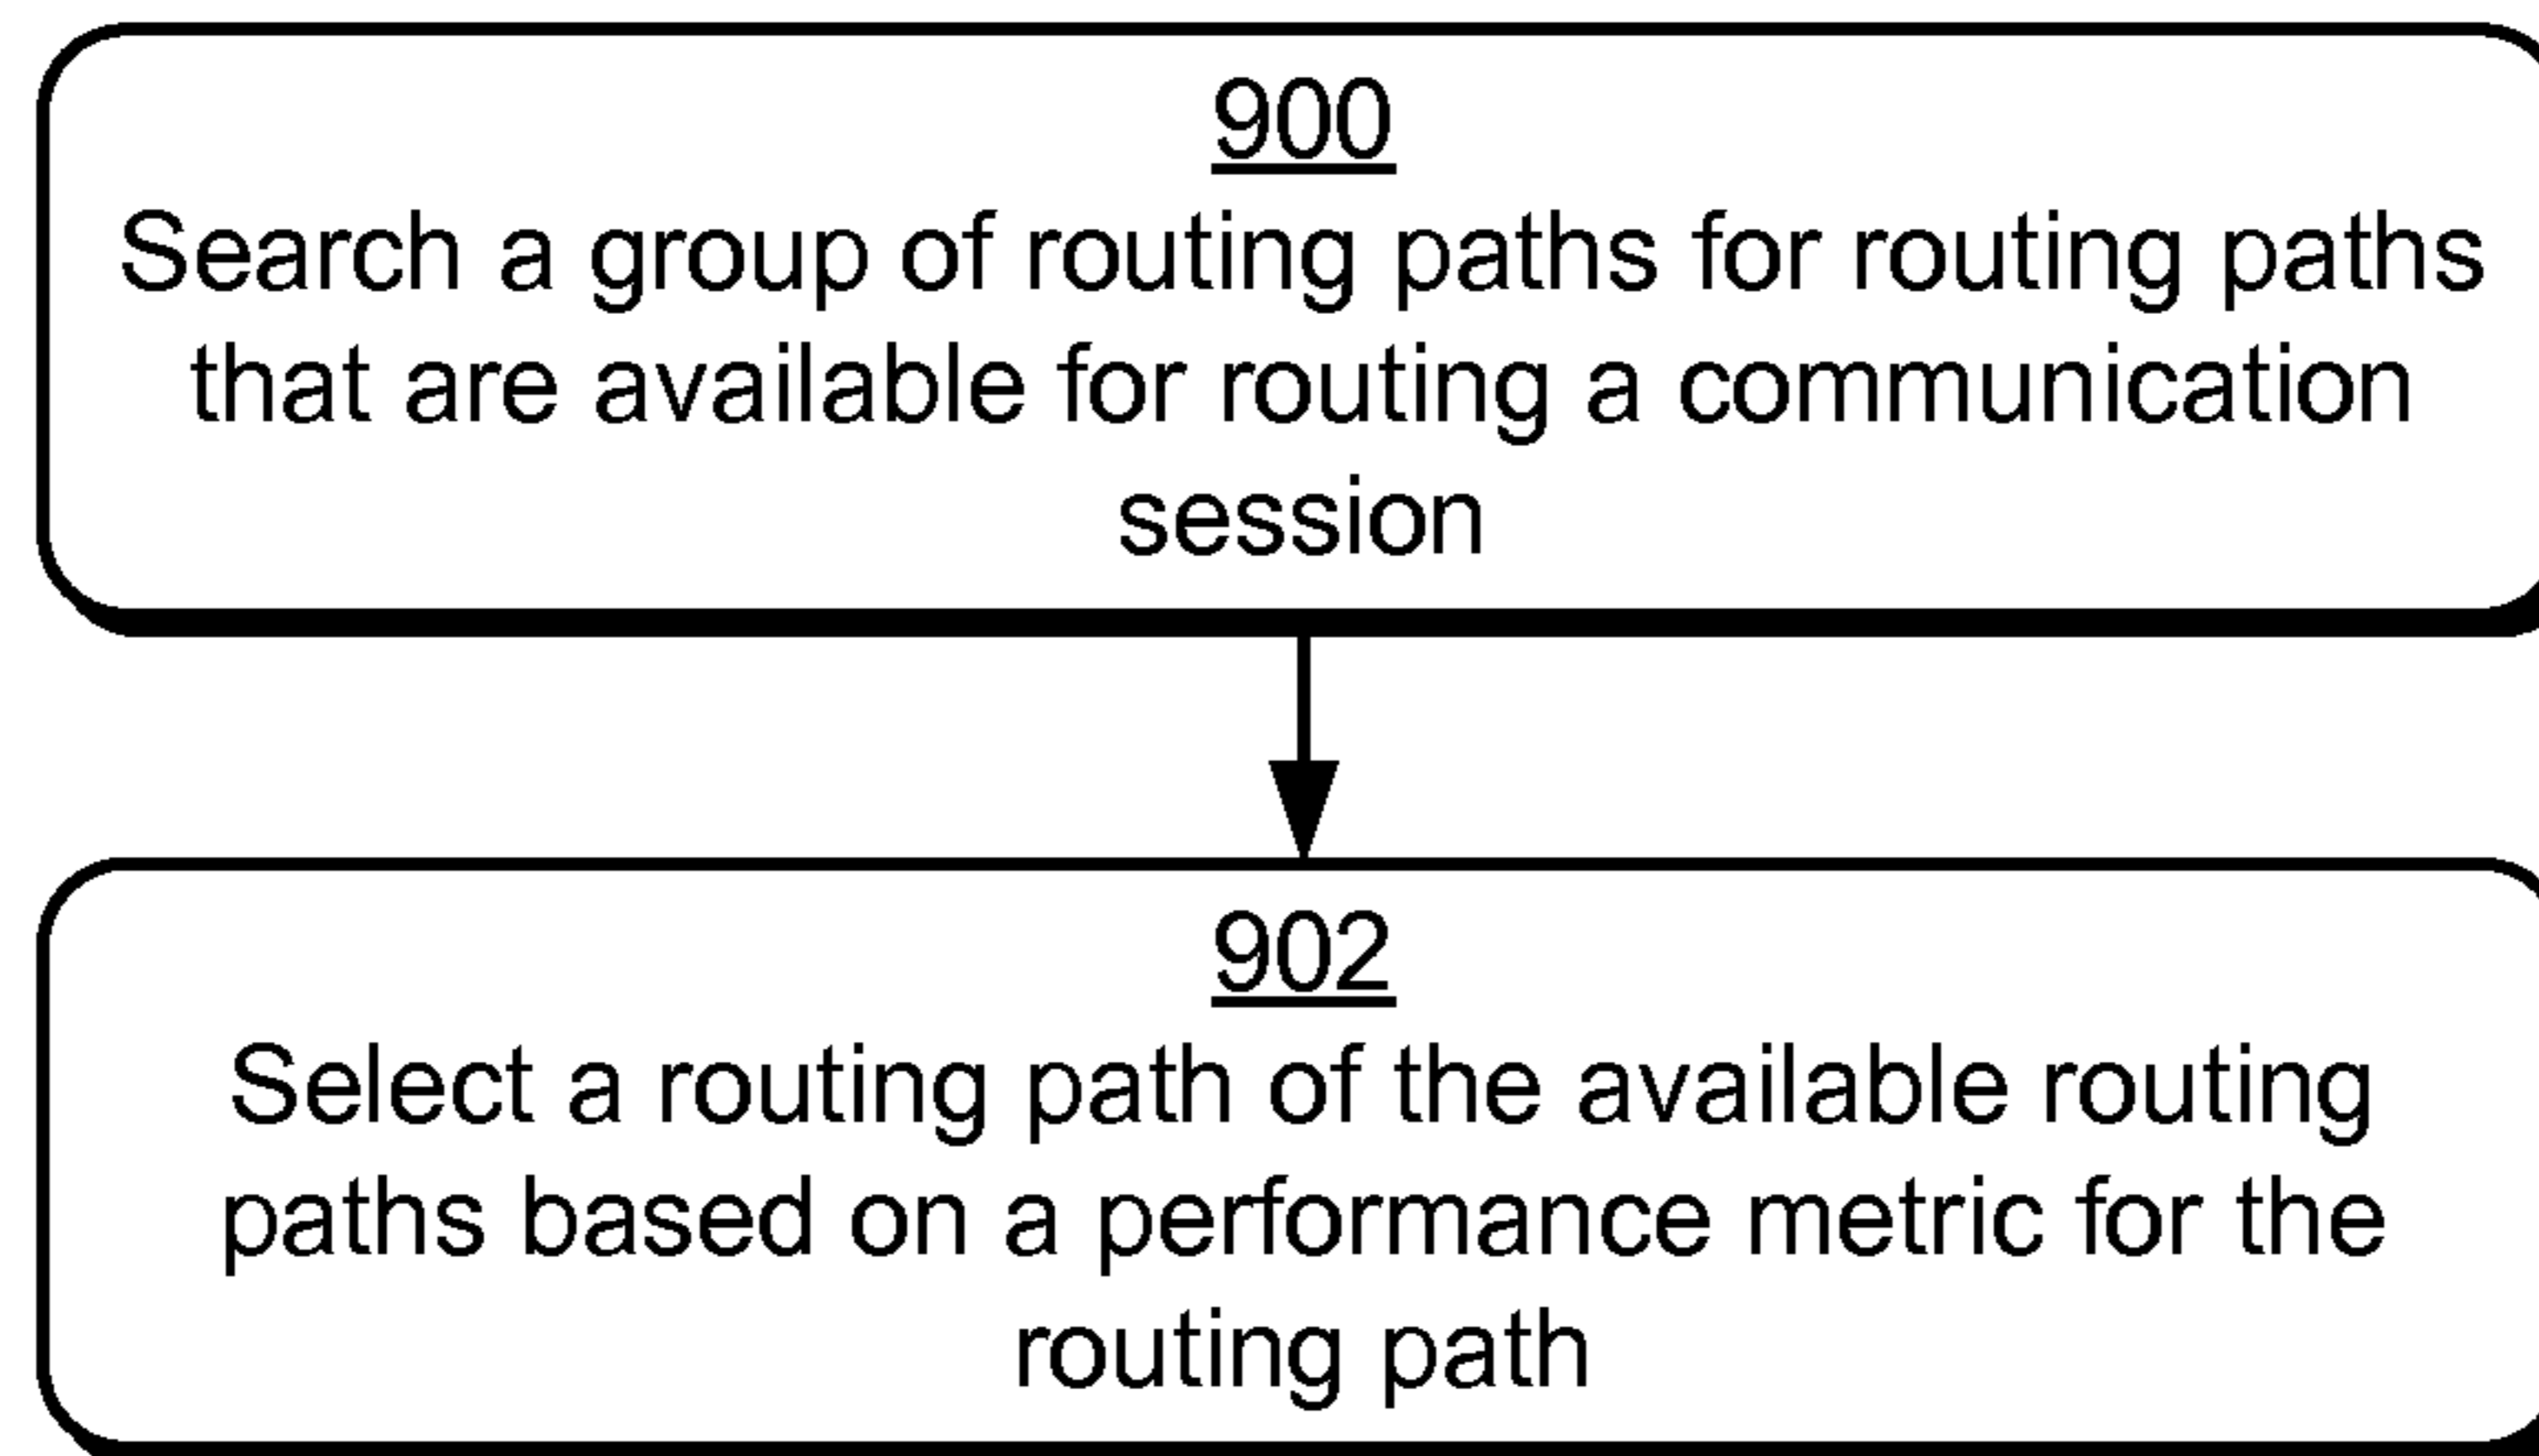 900
Search a group of routing paths for routing paths
that are available for routing a communication
session
902
Select a routing path of the available routing
paths based on a performance metric for the
routing path